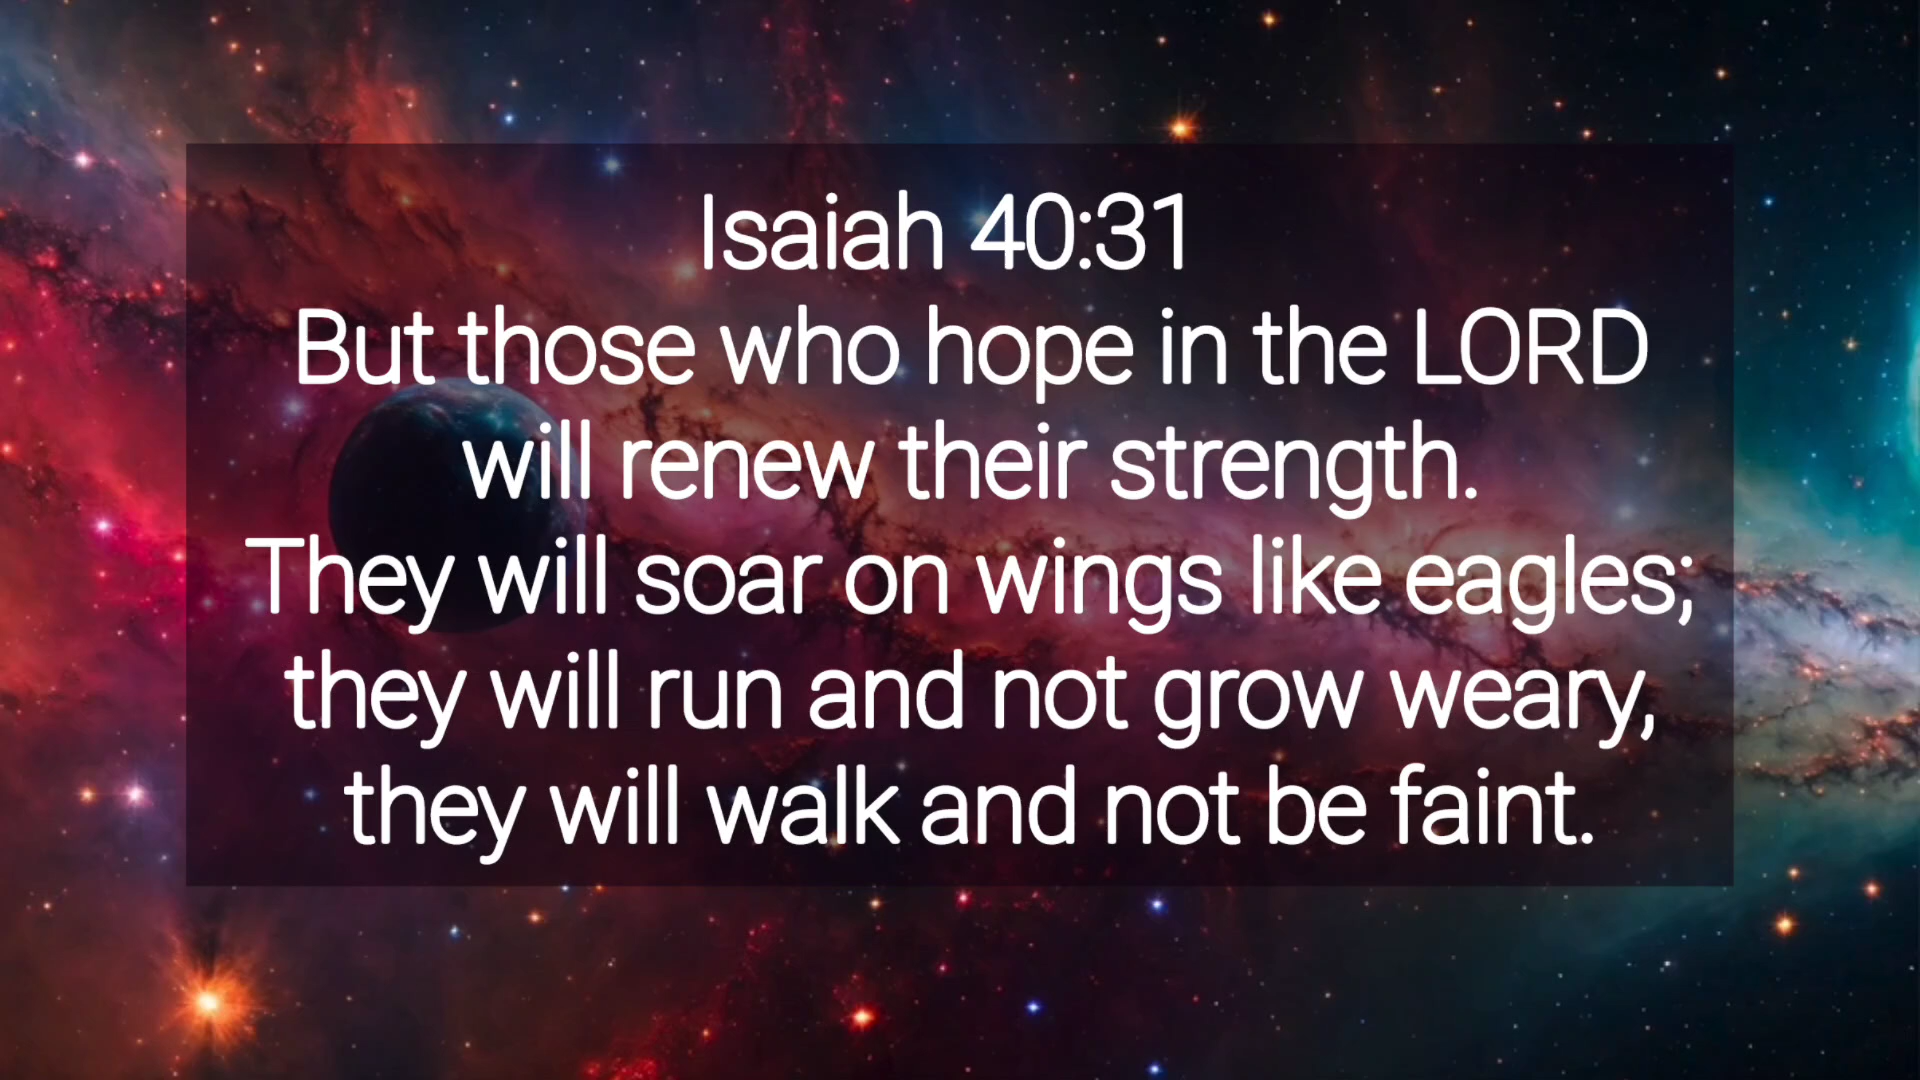 Isaiah 40:31
But those who hope in the LORD
will renew their strength.
They will soar on wings like eagles;
they will run and not grow weary,
they will walk and not be faint.